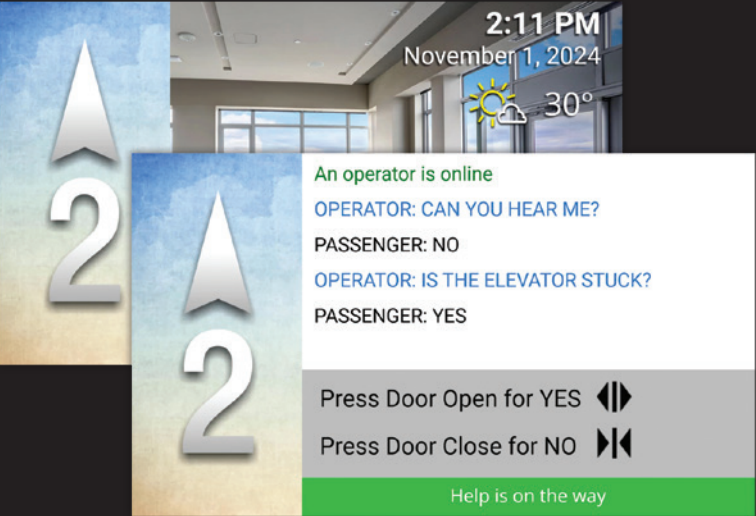 2:11 PM
November 1, 2024
30°
2
2
An operator is online
OPERATOR: CAN YOU HEAR ME?
PASSENGER: NO
OPERATOR: IS THE ELEVATOR STUCK?
PASSENGER: YES
Press Door Open for YES
Press Door Close for NO
Help is on the way